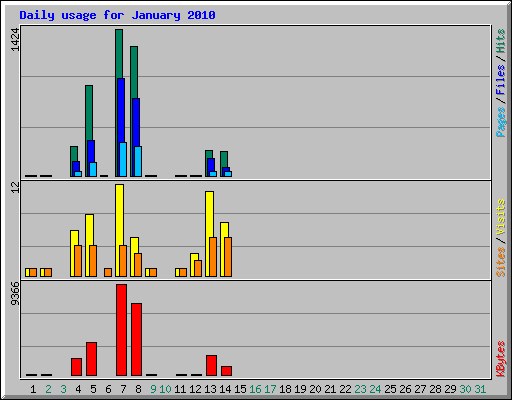 Daily usage for January 2010
1424
Pages / Files / Hits
12
Sites / Visits
9366
KBytes
1 2 3 4 5 6 7 8 9 10 11 12 13 14 15 16 17 18 19 20 21 22 23 24 25 26 27 28 29 30 31